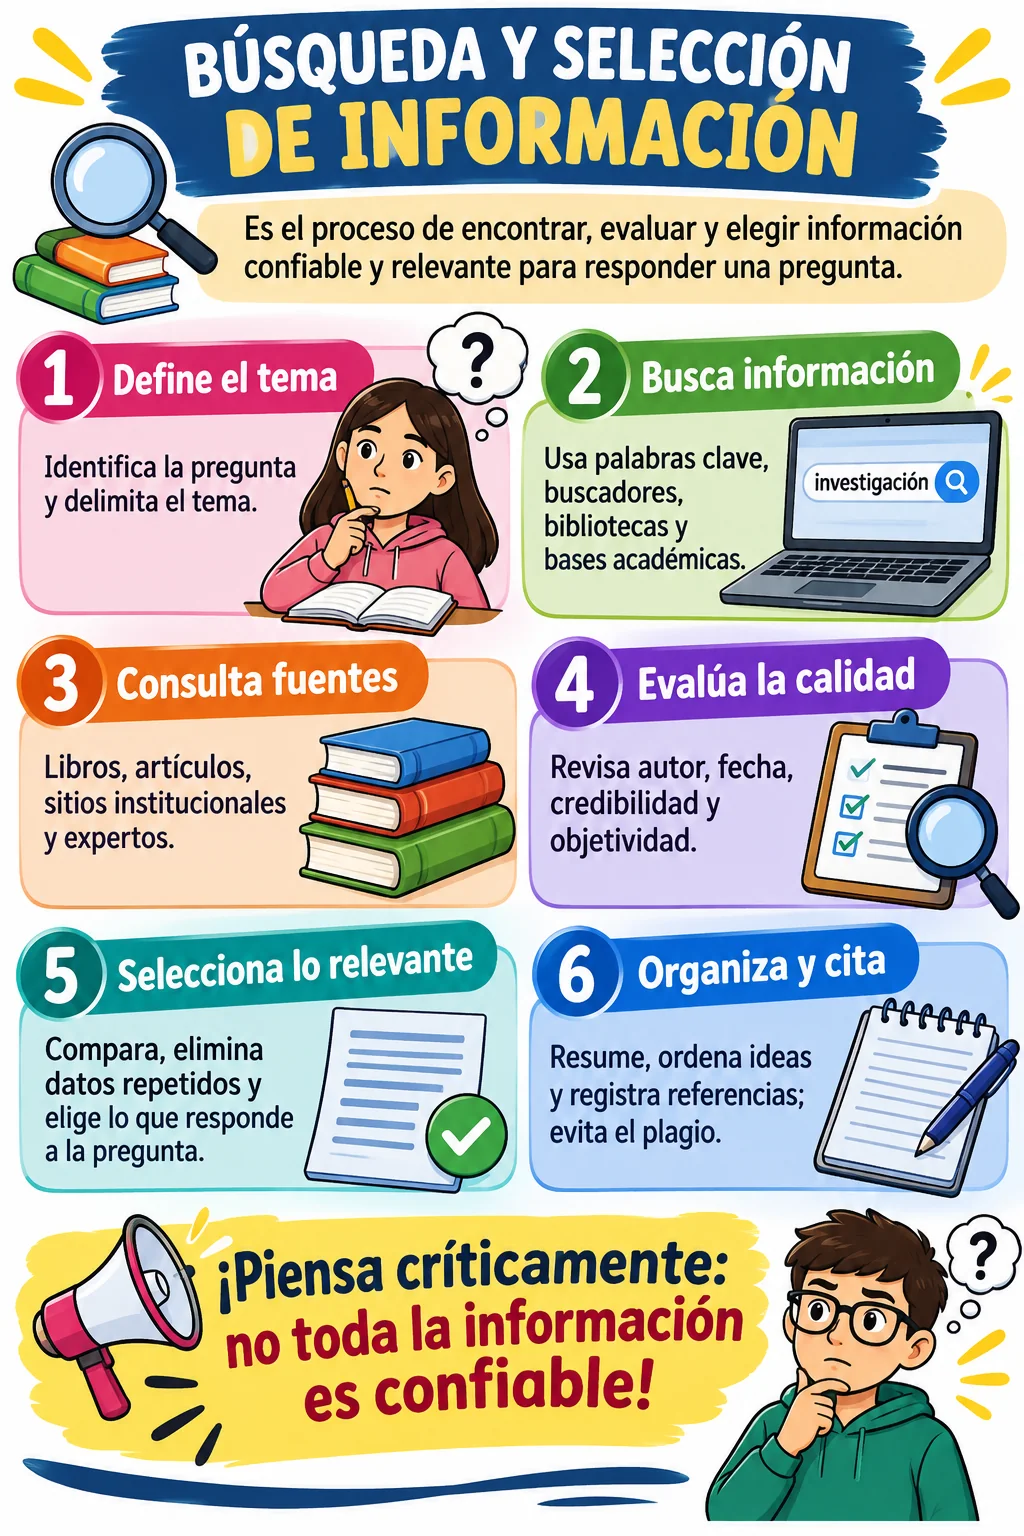 BÚSQUEDA Y SELECCIÓN
DE INFORMACIÓN
Es el proceso de encontrar, evaluar y elegir información
confiable y relevante para responder una pregunta.
1 Define el tema
?
Identifica la pregunta
y delimita el tema.
2 Busca información
Usa palabras clave,
buscadores,
bibliotecas y
bases académicas.
investigación
3 Consulta fuentes
Libros, artículos,
sitios institucionales
y expertos.
4 Evalúa la calidad
Revisa autor, fecha,
credibilidad y
objetividad.
5 Selecciona lo relevante
Compara, elimina
datos repetidos y
elige lo que responde
a la pregunta.
6 Organiza y cita
Resume, ordena ideas
y registra referencias;
evita el plagio.
¡Piensa críticamente:
no toda la información
es confiable!
?